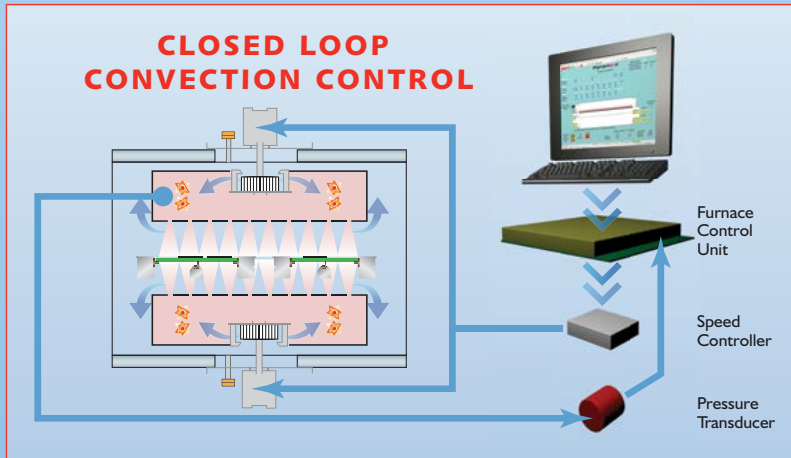 CLOSED LOOP
CONVECTION CONTROL
Furnace
Control
Unit
Speed
Controller
Pressure
Transducer